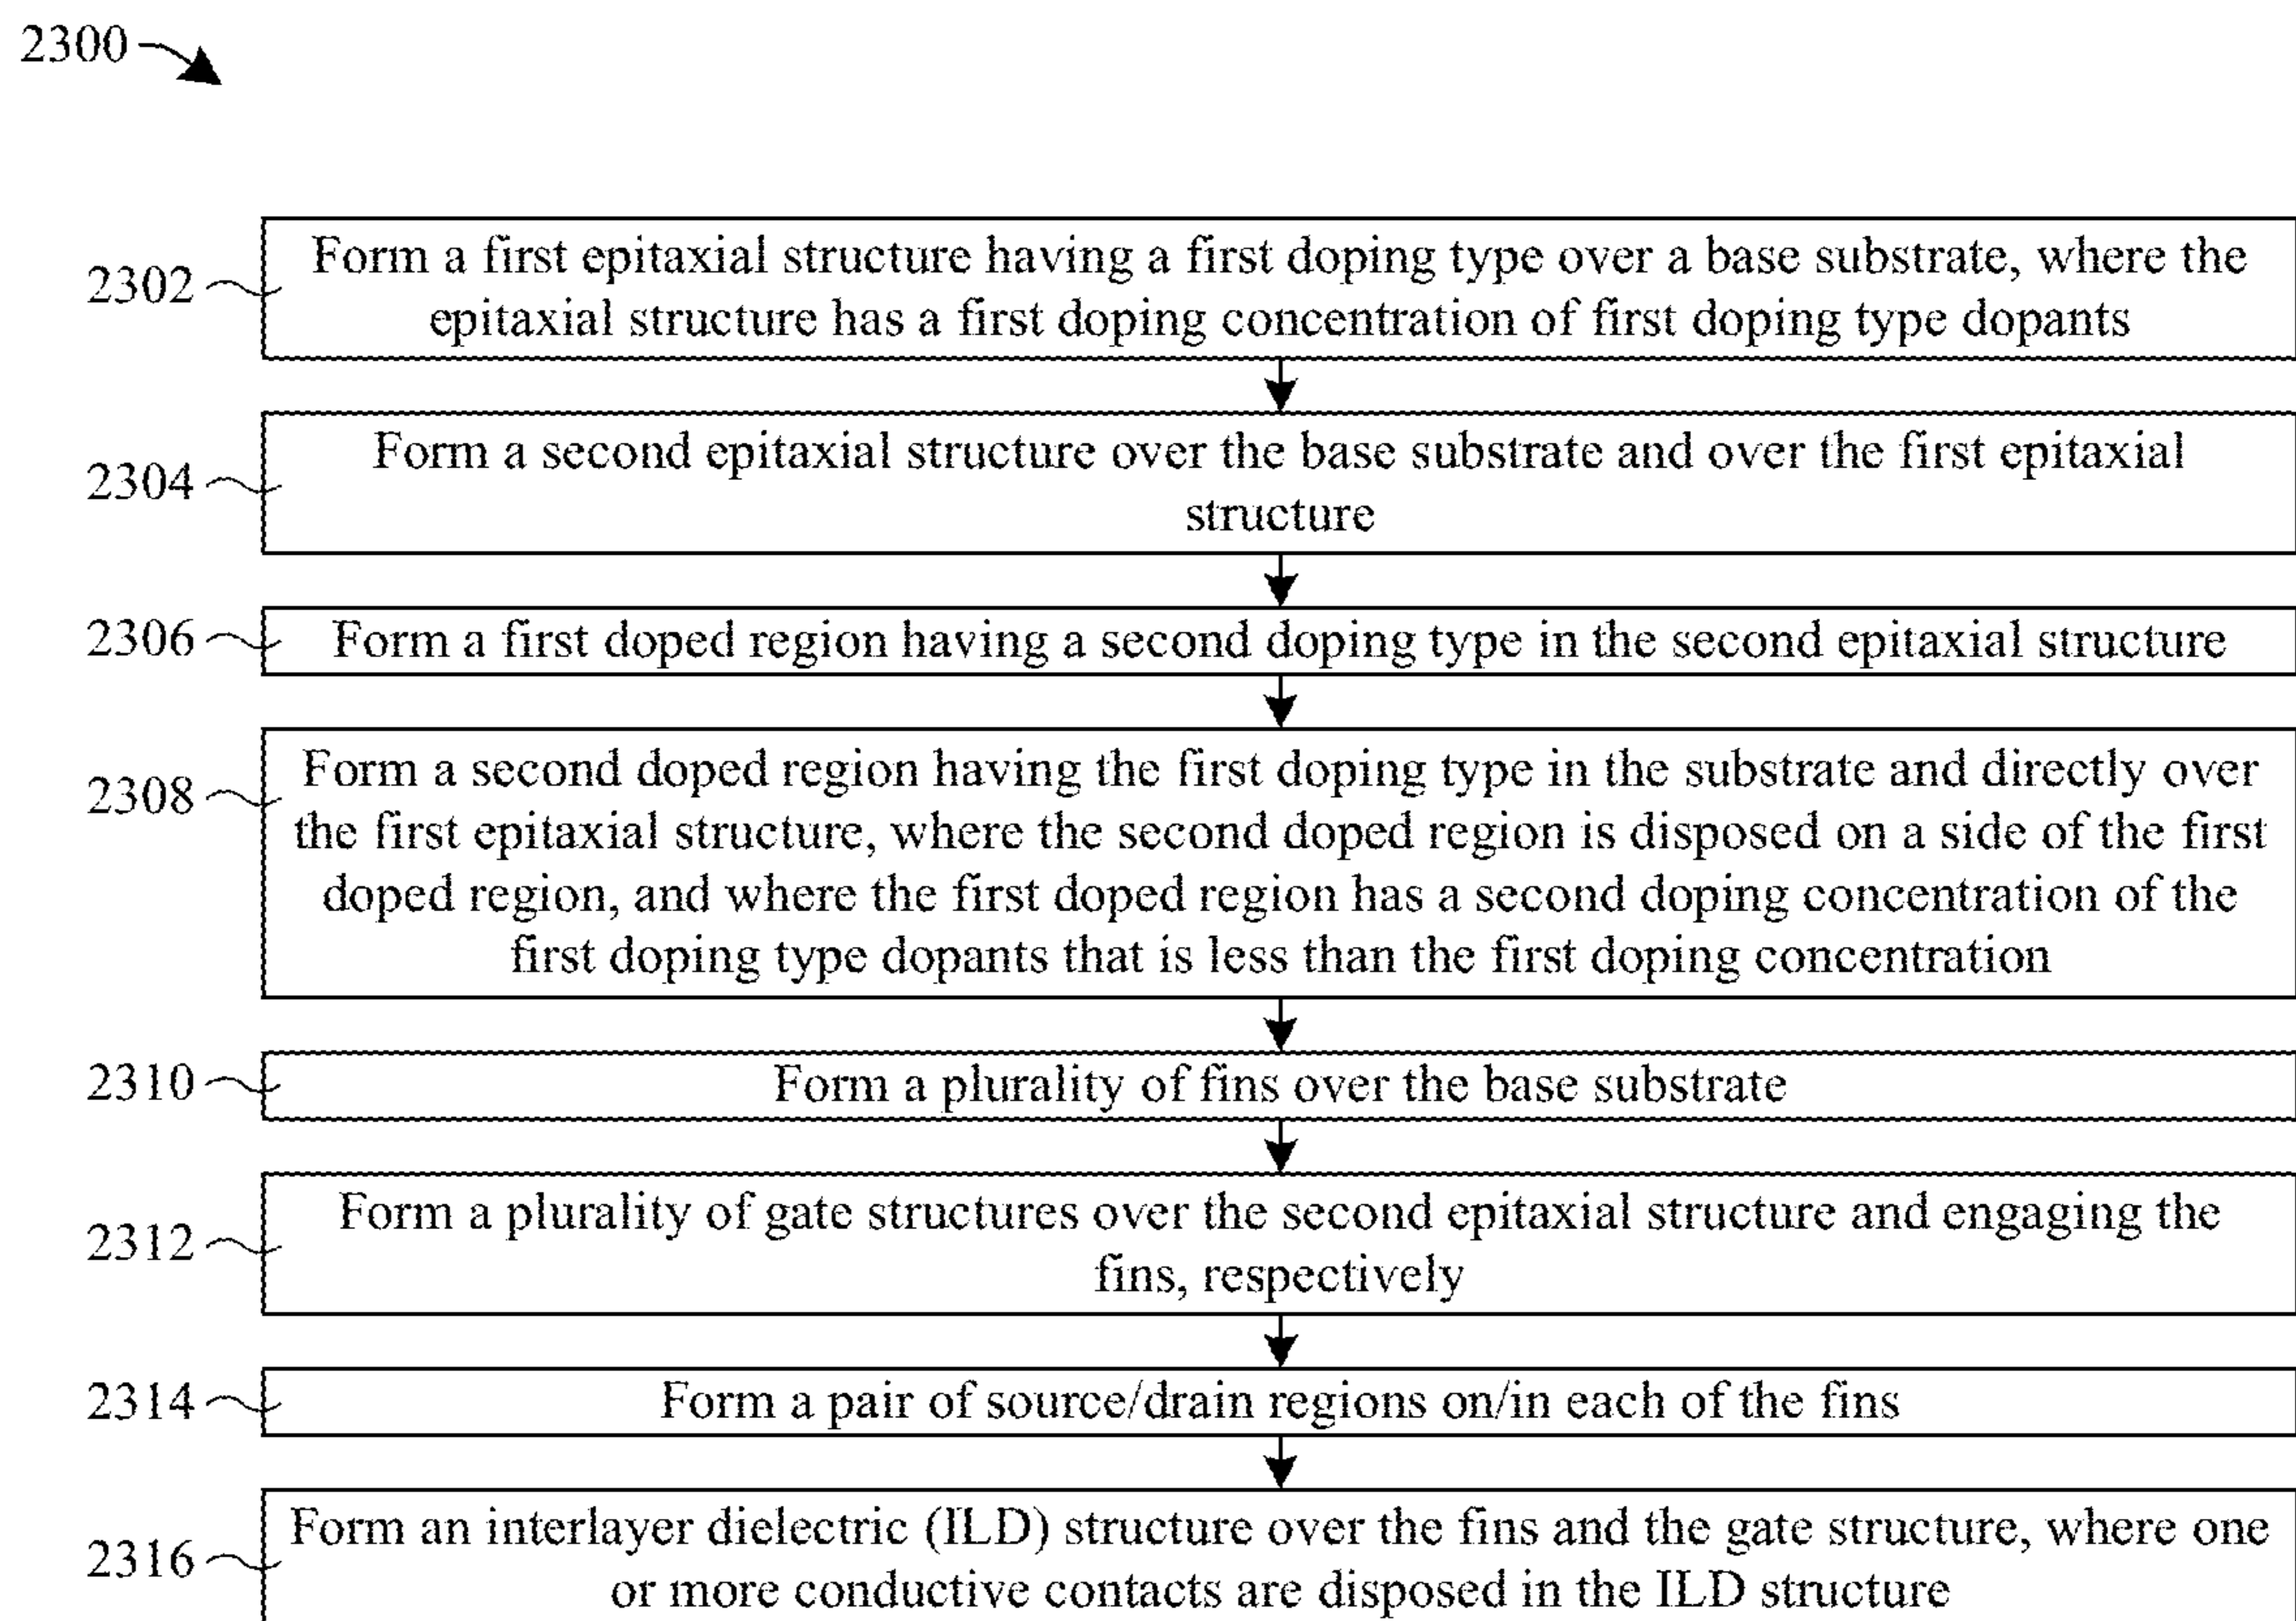 2300
2302
Form a first epitaxial structure having a first doping type over a base substrate, where the
epitaxial structure has a first doping concentration of first doping type dopants
2304
Form a second epitaxial structure over the base substrate and over the first epitaxial
structure
2306
Form a first doped region having a second doping type in the second epitaxial structure
2308
Form a second doped region having the first doping type in the substrate and directly over
the first epitaxial structure, where the second doped region is disposed on a side of the first
doped region, and where the first doped region has a second doping concentration of the
first doping type dopants that is less than the first doping concentration
2310
Form a plurality of fins over the base substrate
2312
Form a plurality of gate structures over the second epitaxial structure and engaging the
fins, respectively
2314
Form a pair of source/drain regions on/in each of the fins
2316
Form an interlayer dielectric (ILD) structure over the fins and the gate structure, where one
or more conductive contacts are disposed in the ILD structure